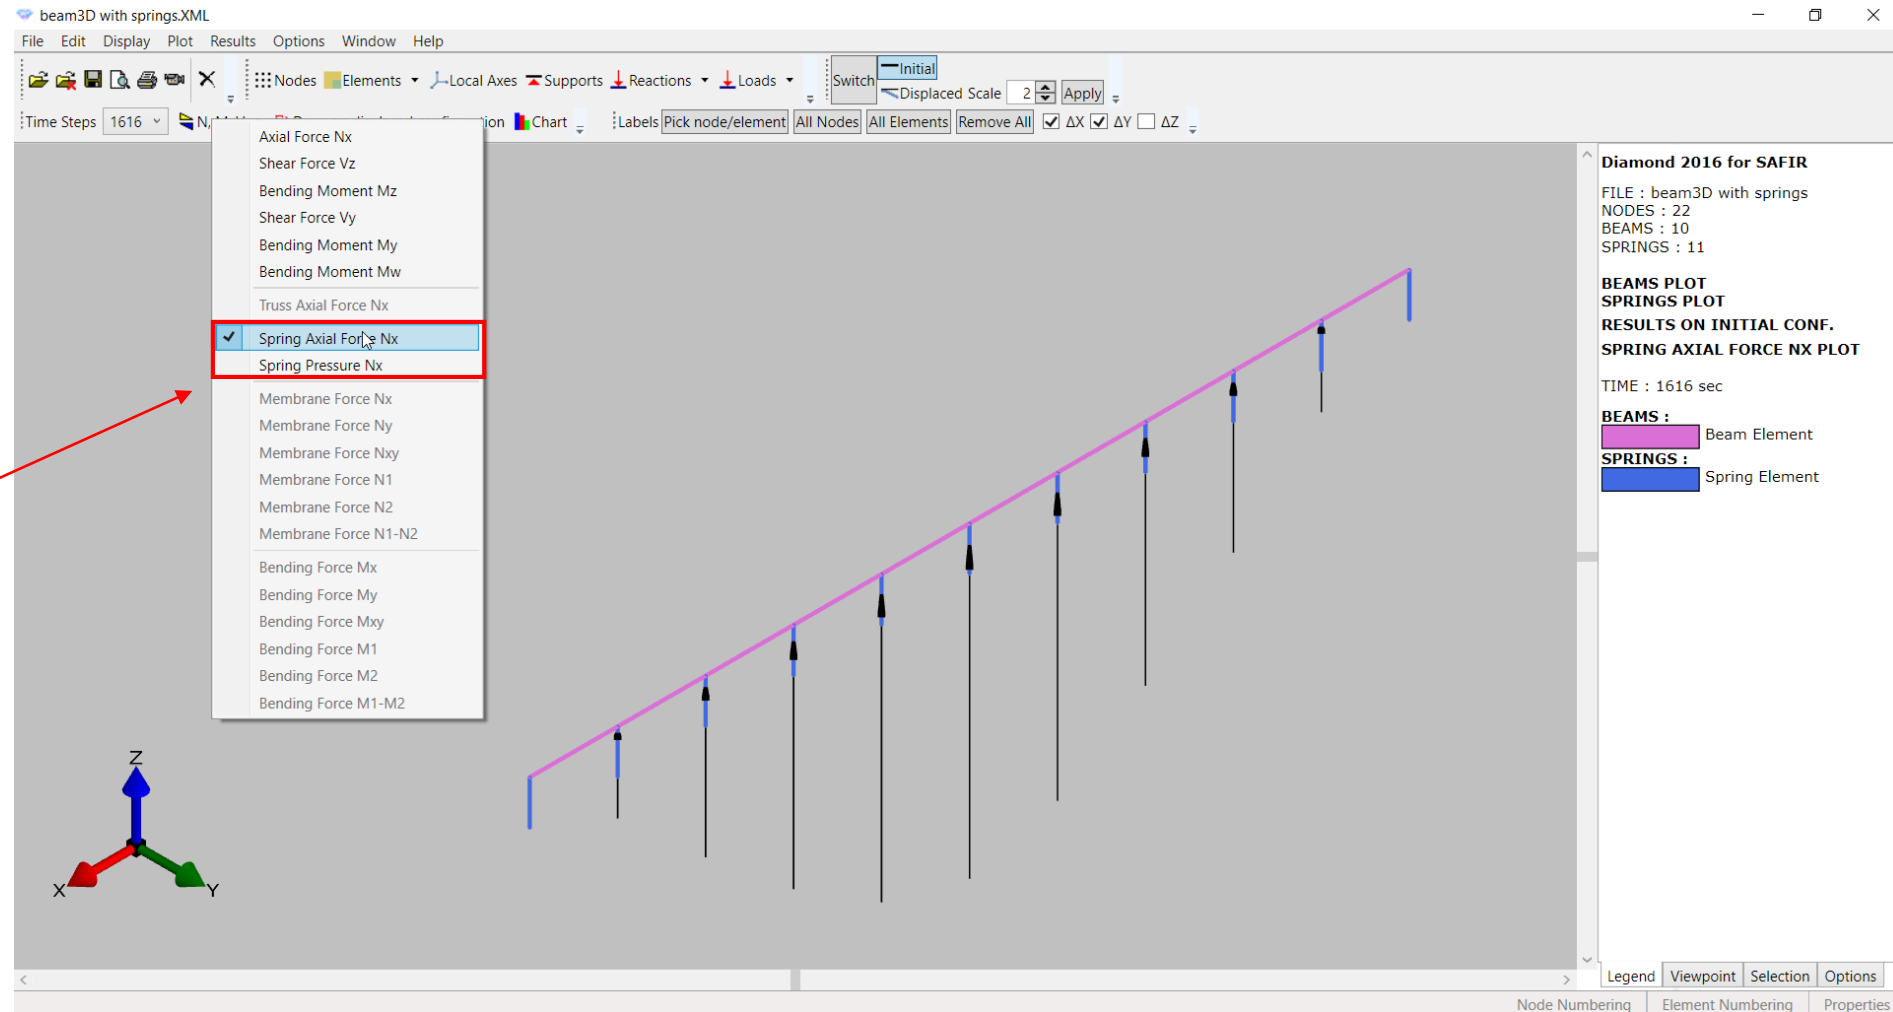 beam3D with springs.XML
File Edit Display Plot Results Options Window Help
Nodes Elements Local Axes Supports Reactions Loads Switch Initial
Displaced Scale 2 Apply
Time Steps 1616 Chart Labels Pick node/element All Nodes All Elements Remove All ΔX ΔY ΔZ
Axial Force Nx
Shear Force Vz
Bending Moment Mz
Shear Force Vy
Bending Moment My
Bending Moment Mw
Truss Axial Force Nx
Spring Axial Force Nx
Spring Pressure Nx
Membrane Force Nx
Membrane Force Ny
Membrane Force Nxy
Membrane Force N1
Membrane Force N2
Membrane Force N1-N2
Bending Force Mx
Bending Force My
Bending Force Mxy
Bending Force M1
Bending Force M2
Bending Force M1-M2
Z
X
Y
Diamond 2016 for SAFIR
FILE : beam3D with springs
NODES : 22
BEAMS : 10
SPRINGS : 11
BEAMS PLOT
SPRINGS PLOT
RESULTS ON INITIAL CONF.
SPRING AXIAL FORCE NX PLOT
TIME : 1616 sec
BEAMS :
Beam Element
SPRINGS :
Spring Element
Legend Viewpoint Selection Options
Node Numbering Element Numbering Properties